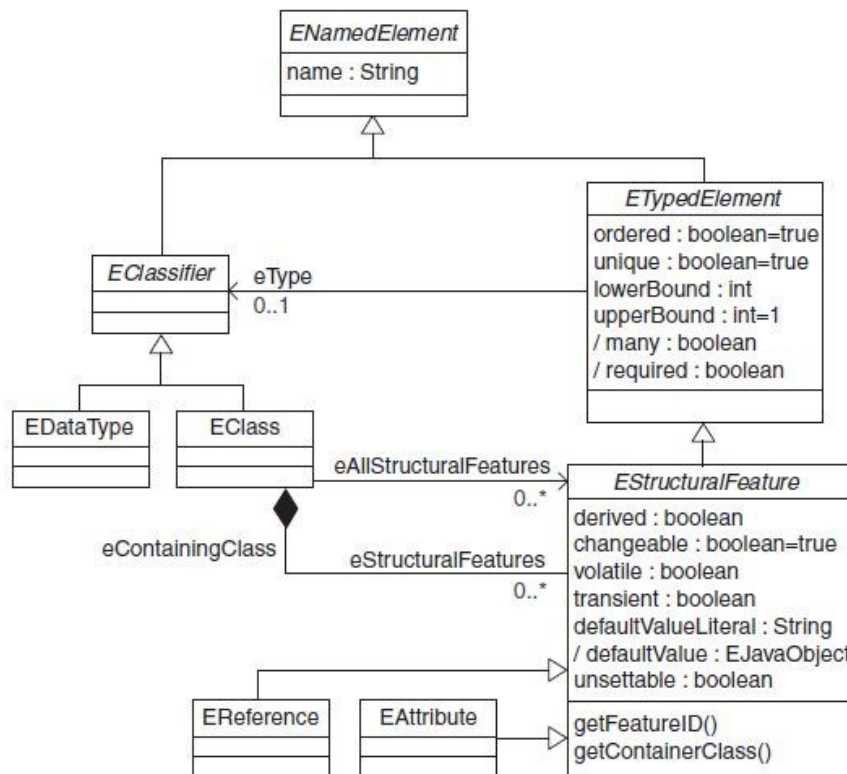 ENamedElement
name : String
ETypedElement
ordered : boolean=true
unique : boolean=true
lowerBound : int
upperBound : int=1
/ many : boolean
/ required : boolean
EClassifier
eType
0..1
EDataType
EClass
eAllStructuralFeatures
0..*
eContainingClass
eStructuralFeatures
0..*
EStructuralFeature
derived : boolean
changeable : boolean=true
volatile : boolean
transient : boolean
defaultValueLiteral : String
/ defaultValue : EJavaObject
unsettable : boolean
getFeatureID()
getContainerClass()
EReference
EAttribute